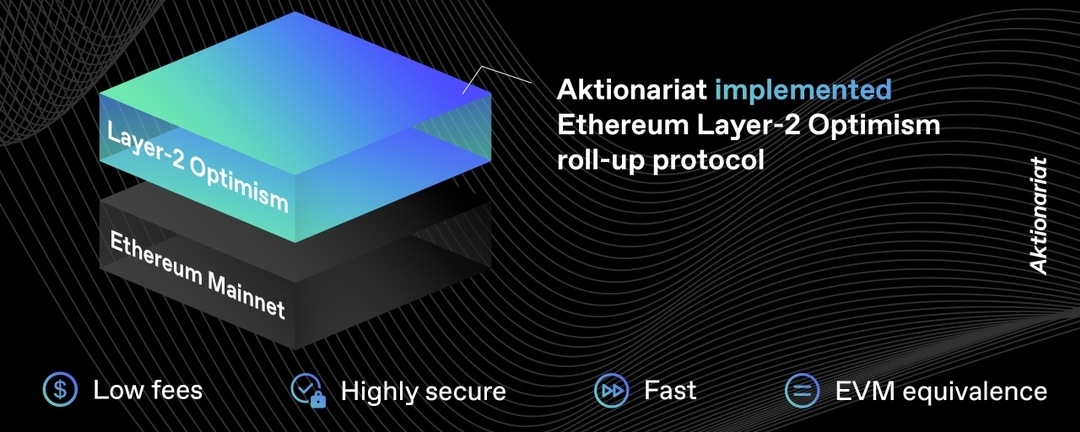 Layer-2 Optimism
Ethereum Mainnet
Aktionariat implemented
Ethereum Layer-2 Optimism
roll-up protocol
Aktionariat
Low fees
Highly secure
Fast
EVM equivalence